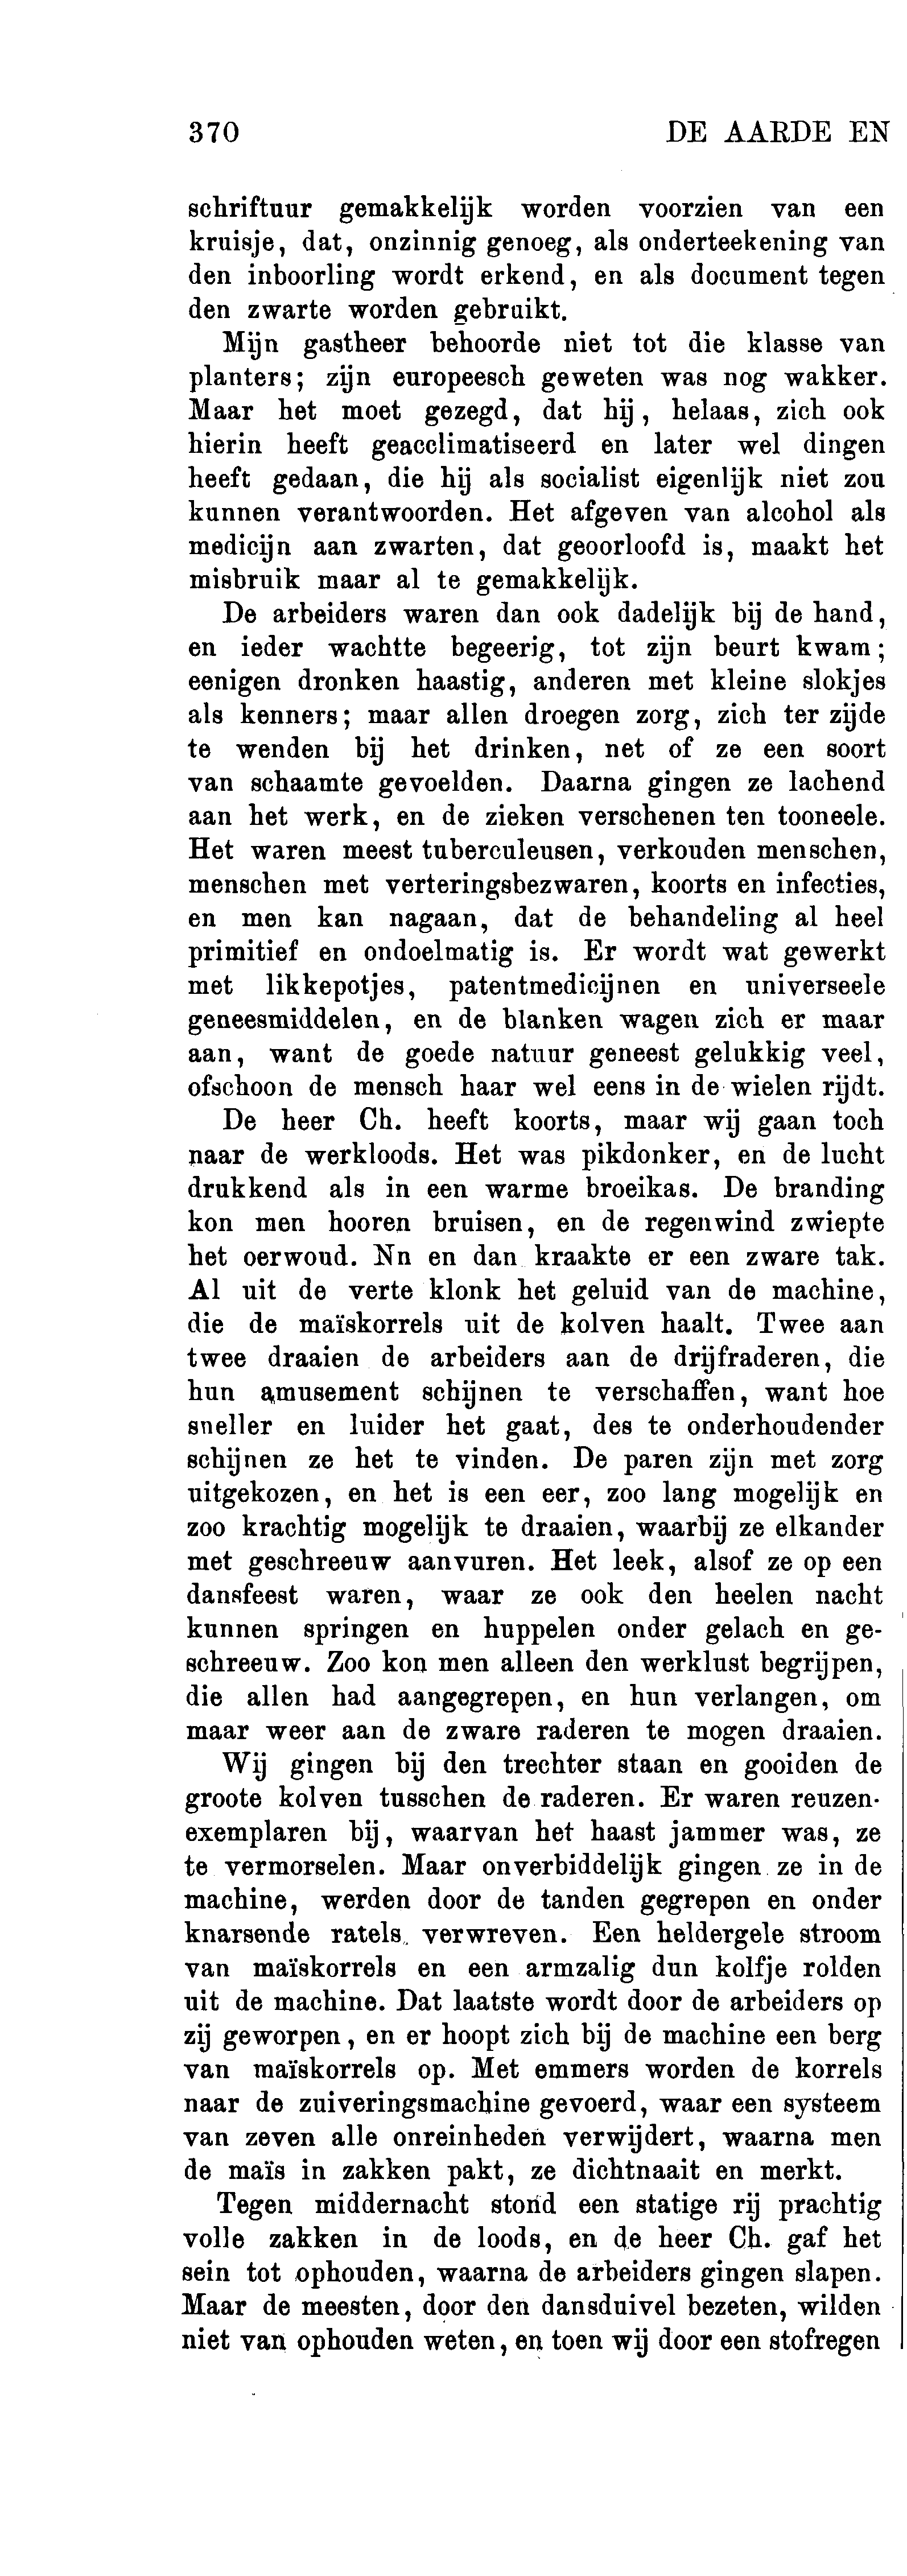 370 DE AARDE EN
schriftuur gemakkelijk worden voorzien van een
kruisje, dat, onzinnig genoeg, als onderteekening van
den inboorling wordt erkend, en als document tegen
den zwarte worden gebruikt.
Mijn gastheer behoorde niet tot die klasse van
planters; zijn europeesch geweten was nog wakker.
Maar het moet gezegd, dat hij, helaas, zich ook
hierin heeft geacclimatiseerd en later wel dingen
heeft gedaan, die hij als socialist eigenlijk niet zou
kunnen verantwoorden. Het afgeven van alcohol als
medicijn aan zwarten, dat geoorloofd is, maakt het
misbruik maar al te gemakkelijk.
De arbeiders waren dan ook dadelijk bij de hand,
en ieder wachtte begeerig, tot zijn beurt kwam;
eenigen dronken haastig, anderen met kleine slokjes
als kenners; maar allen droegen zorg, zich ter zijde
te wenden bij het drinken, net of ze een soort
van schaamte gevoelden. Daarna gingen ze lachend
aan het werk, en de zieken verschenen ten tooneele.
Het waren meest tuberculeusen, verkouden menschen,
menschen met verteringsbezwaren, koorts en infecties,
en men kan nagaan, dat de behandeling al heel
primitief en ondoelmatig is. Er wordt wat gewerkt
met likkepotjes, patentmedicijnen en universeele
geneesmiddelen, en de blanken wagen zich er maar
aan, want de goede natuur geneest gelukkig veel,
ofschoon de mensch haar wel eens in de wielen rijdt.
De heer Ch. heeft koorts, maar wij gaan toch
naar de werkloods. Het was pikdonker, en de lucht
drukkend als in een warme broeikas. De branding
kon men hooren bruisen, en de regenwind zwiepte
het oerwoud. Nn en dan kraakte er een zware tak.
Al uit de verte klonk het geluid van de machine,
die de maïskorrels uit de kolven haalt. Twee aan
twee draaien de arbeiders aan de drijfraderen, die
hun amusement schijnen te verschaffen, want hoe
sneller en luider het gaat, des te onderhoudender
schijnen ze het te vinden. De paren zijn met zorg
uitgekozen, en het is een eer, zoo lang mogelijk en
zoo krachtig mogelijk te draaien, waarbij ze elkander
met geschreeuw aanvuren. Het leek, alsof ze op een
dansfeest waren, waar ze ook den heelen nacht
kunnen springen en huppelen onder gelach en ge-
schreeuw. Zoo kon men alleen den werklust begrijpen,
die allen had aangegrepen, en hun verlangen, om
maar weer aan de zware raderen te mogen draaien.
Wij gingen bij den trechter staan en gooiden de
groote kolven tusschen de raderen. Er waren reuzen-
exemplaren bij, waarvan het haast jammer was, ze
te vermorselen. Maar onverbiddelijk gingen ze in de
machine, werden door de tanden gegrepen en onder
knarsende ratels verwreven. Een heldergele stroom
van maïskorrels en een armzalig dun kolfje rolden
uit de machine. Dat laatste wordt door de arbeiders op
zij geworpen, en er hoopt zich bij de machine een berg
van maïskorrels op. Met emmers worden de korrels
naar de zuiveringsmachine gevoerd, waar een systeem
van zeven alle onreinheden verwijdert, waarna men
de maïs in zakken pakt, ze dichtnaait en merkt.
Tegen middernacht stond een statige rij prachtig
volle zakken in de loods, en de heer Ch. gaf het
sein tot ophouden, waarna de arbeiders gingen slapen.
Maar de meesten, door den dansduivel bezeten, wilden
niet van ophouden weten, en toen wij door een stofregen